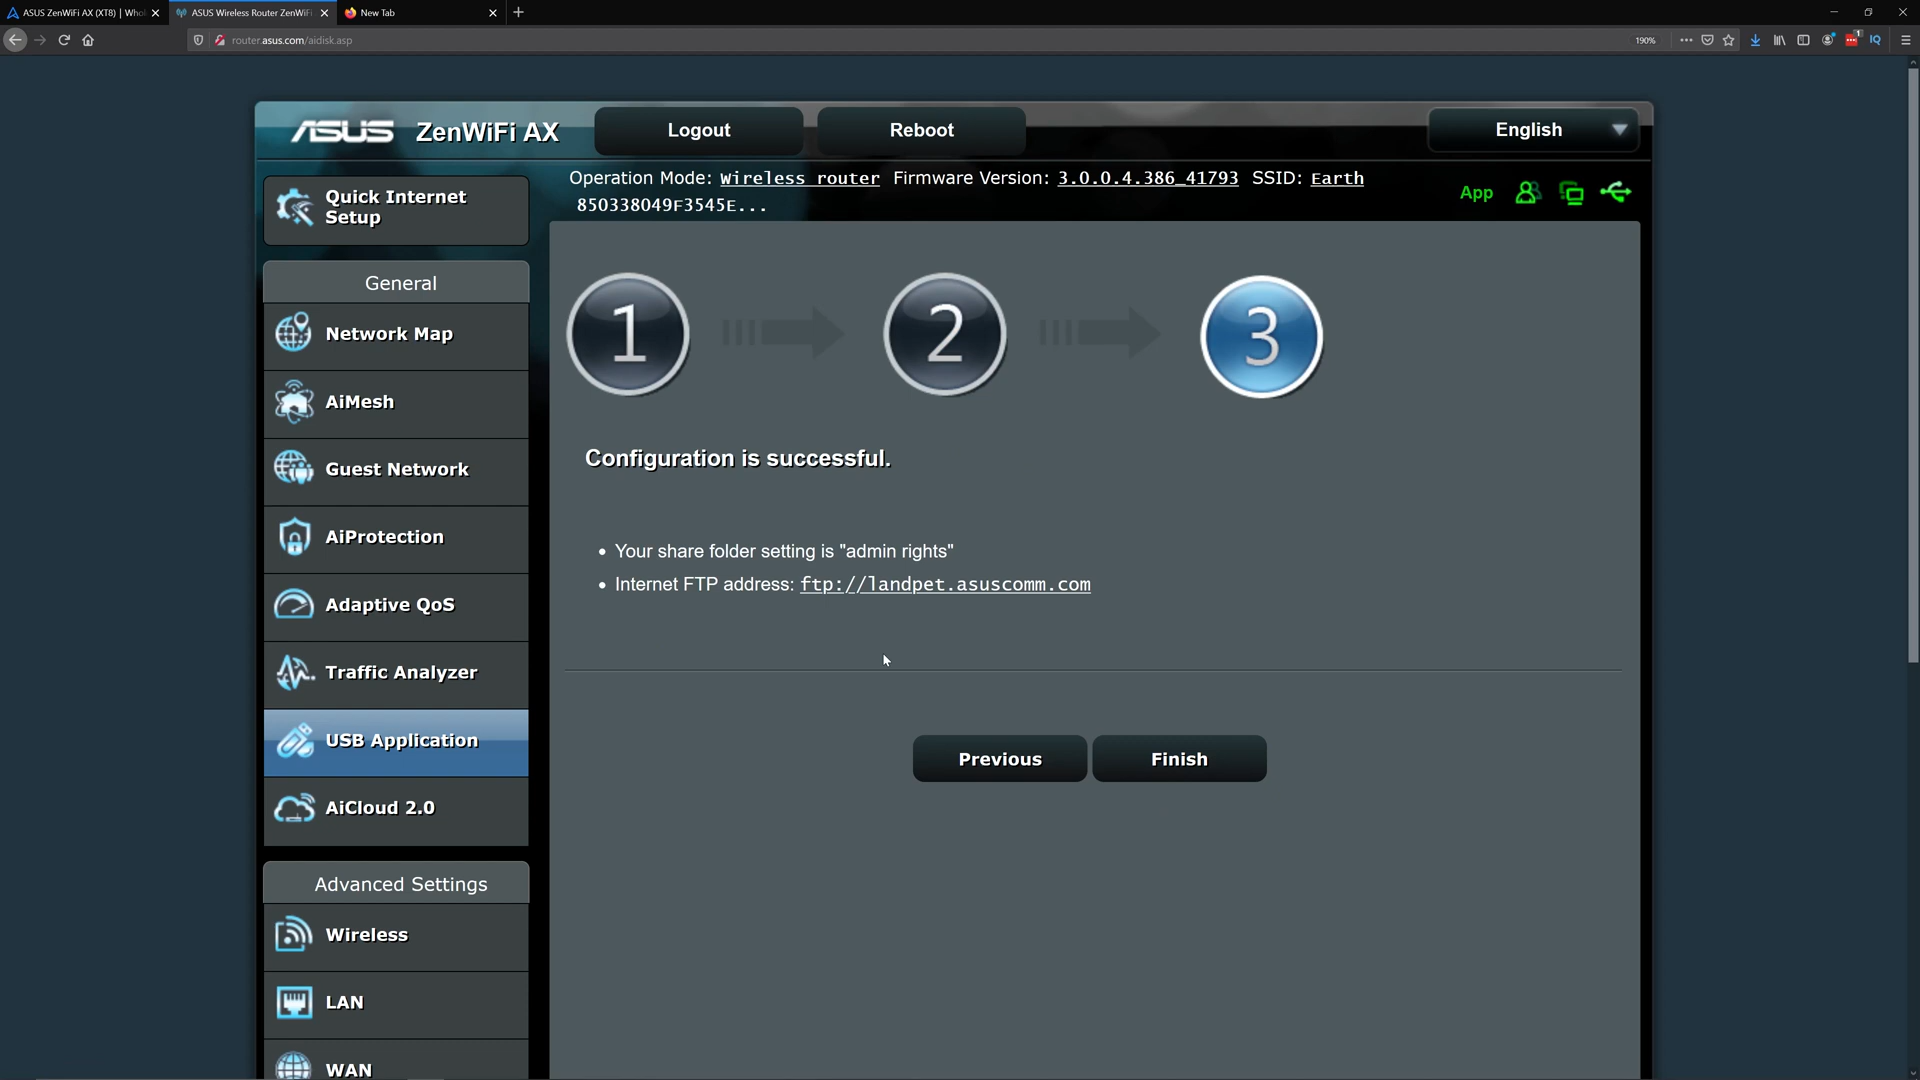 ASUS ZenWiFi AX (XT8) | Whol
ASUS Wireless Router ZenWiFi
New Tab
router.asus.com/aidisk.asp
190%
1
IQ
ASUS ZenWiFi AX
Logout
Reboot
English
Operation Mode: Wireless router Firmware Version: 3.0.0.4.386_41793 SSID: Earth
850338049F3545E...
App
Quick Internet
Setup
General
Network Map
AiMesh
Guest Network
AiProtection
Adaptive QoS
Traffic Analyzer
USB Application
AiCloud 2.0
Advanced Settings
Wireless
LAN
WAN
1
2
3
Configuration is successful.
• Your share folder setting is "admin rights"
• Internet FTP address: ftp://landpet.asuscomm.com
Previous
Finish